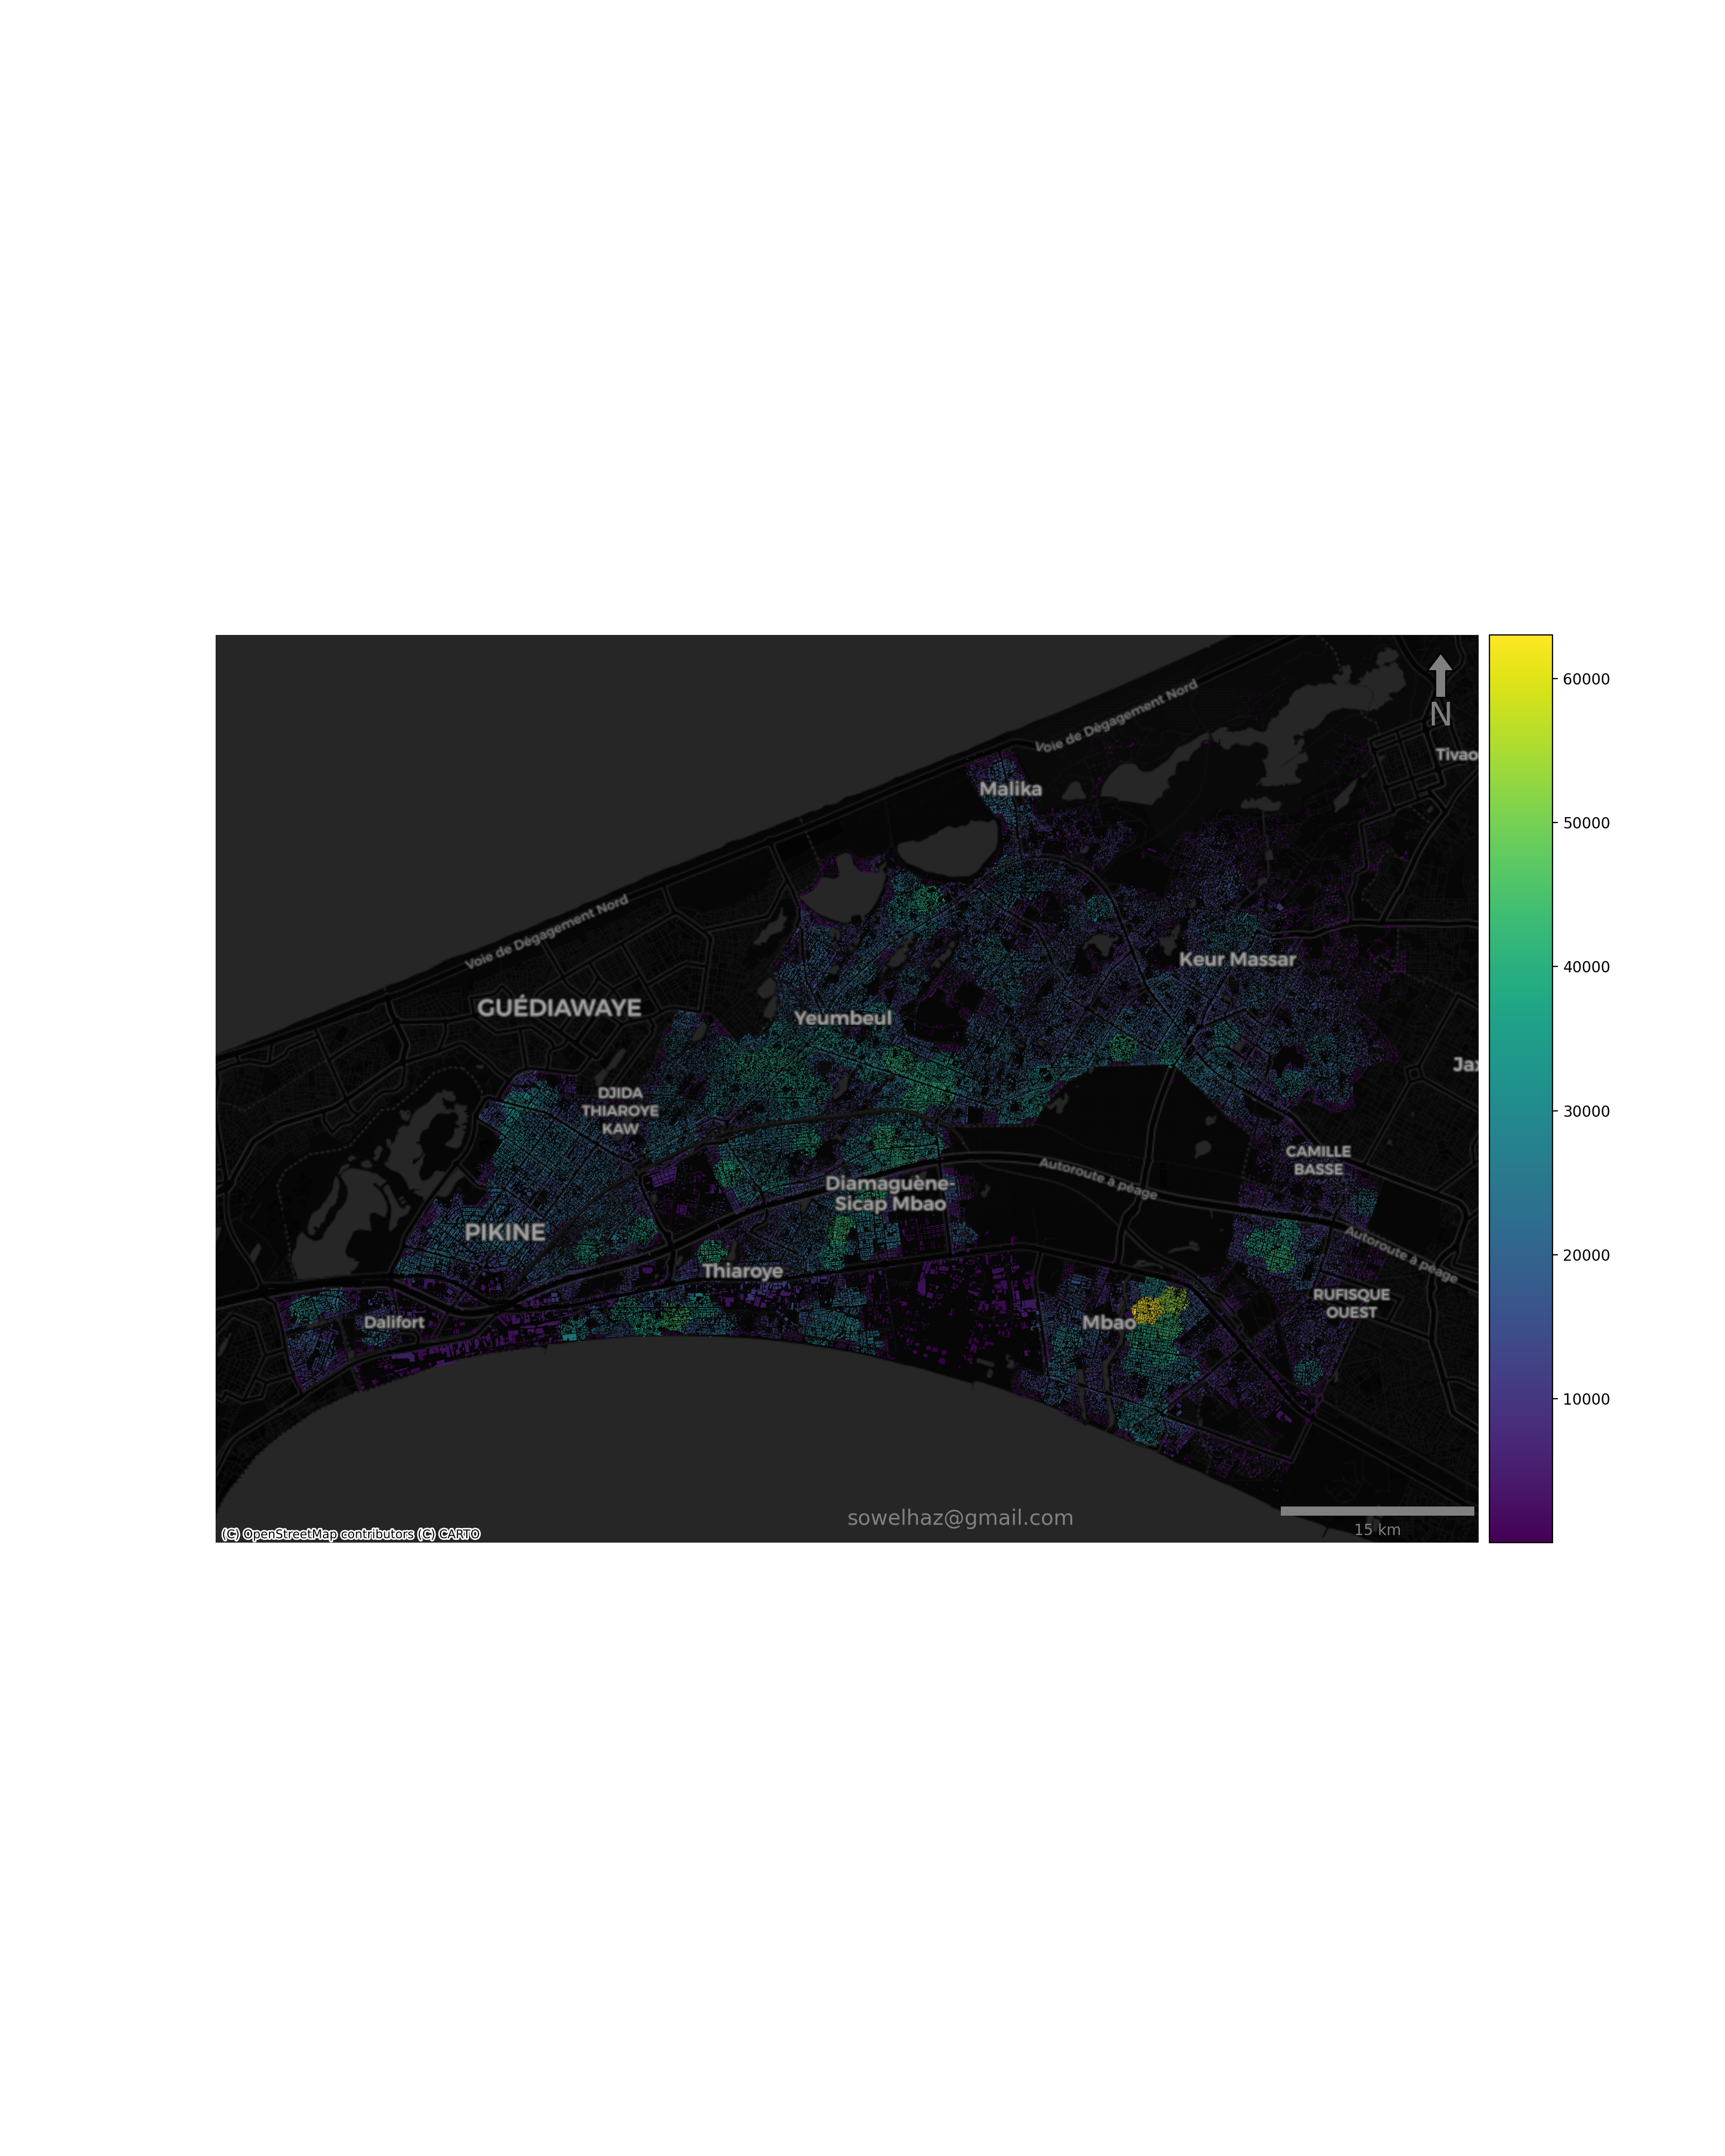 Voie de Dégagement Nord
N
60000
Tivao
Malika
50000
Voie de Dégagement Nord
Keur Massar
40000
GUÉDIAWAYE
Yeumbeul
Jax
DJIDA
THIAROYE
KAW
30000
CAMILLE
BASSE
Autoroute à péage
Diamaguène-
Sicap Mbao
PIKINE
Autoroute à péage
20000
Thiaroye
RUFISQUE
OUEST
Dalifort
Mbao
10000
sowelhaz@gmail.com
15 km
(C) OpenStreetMap contributors (C) CARTO